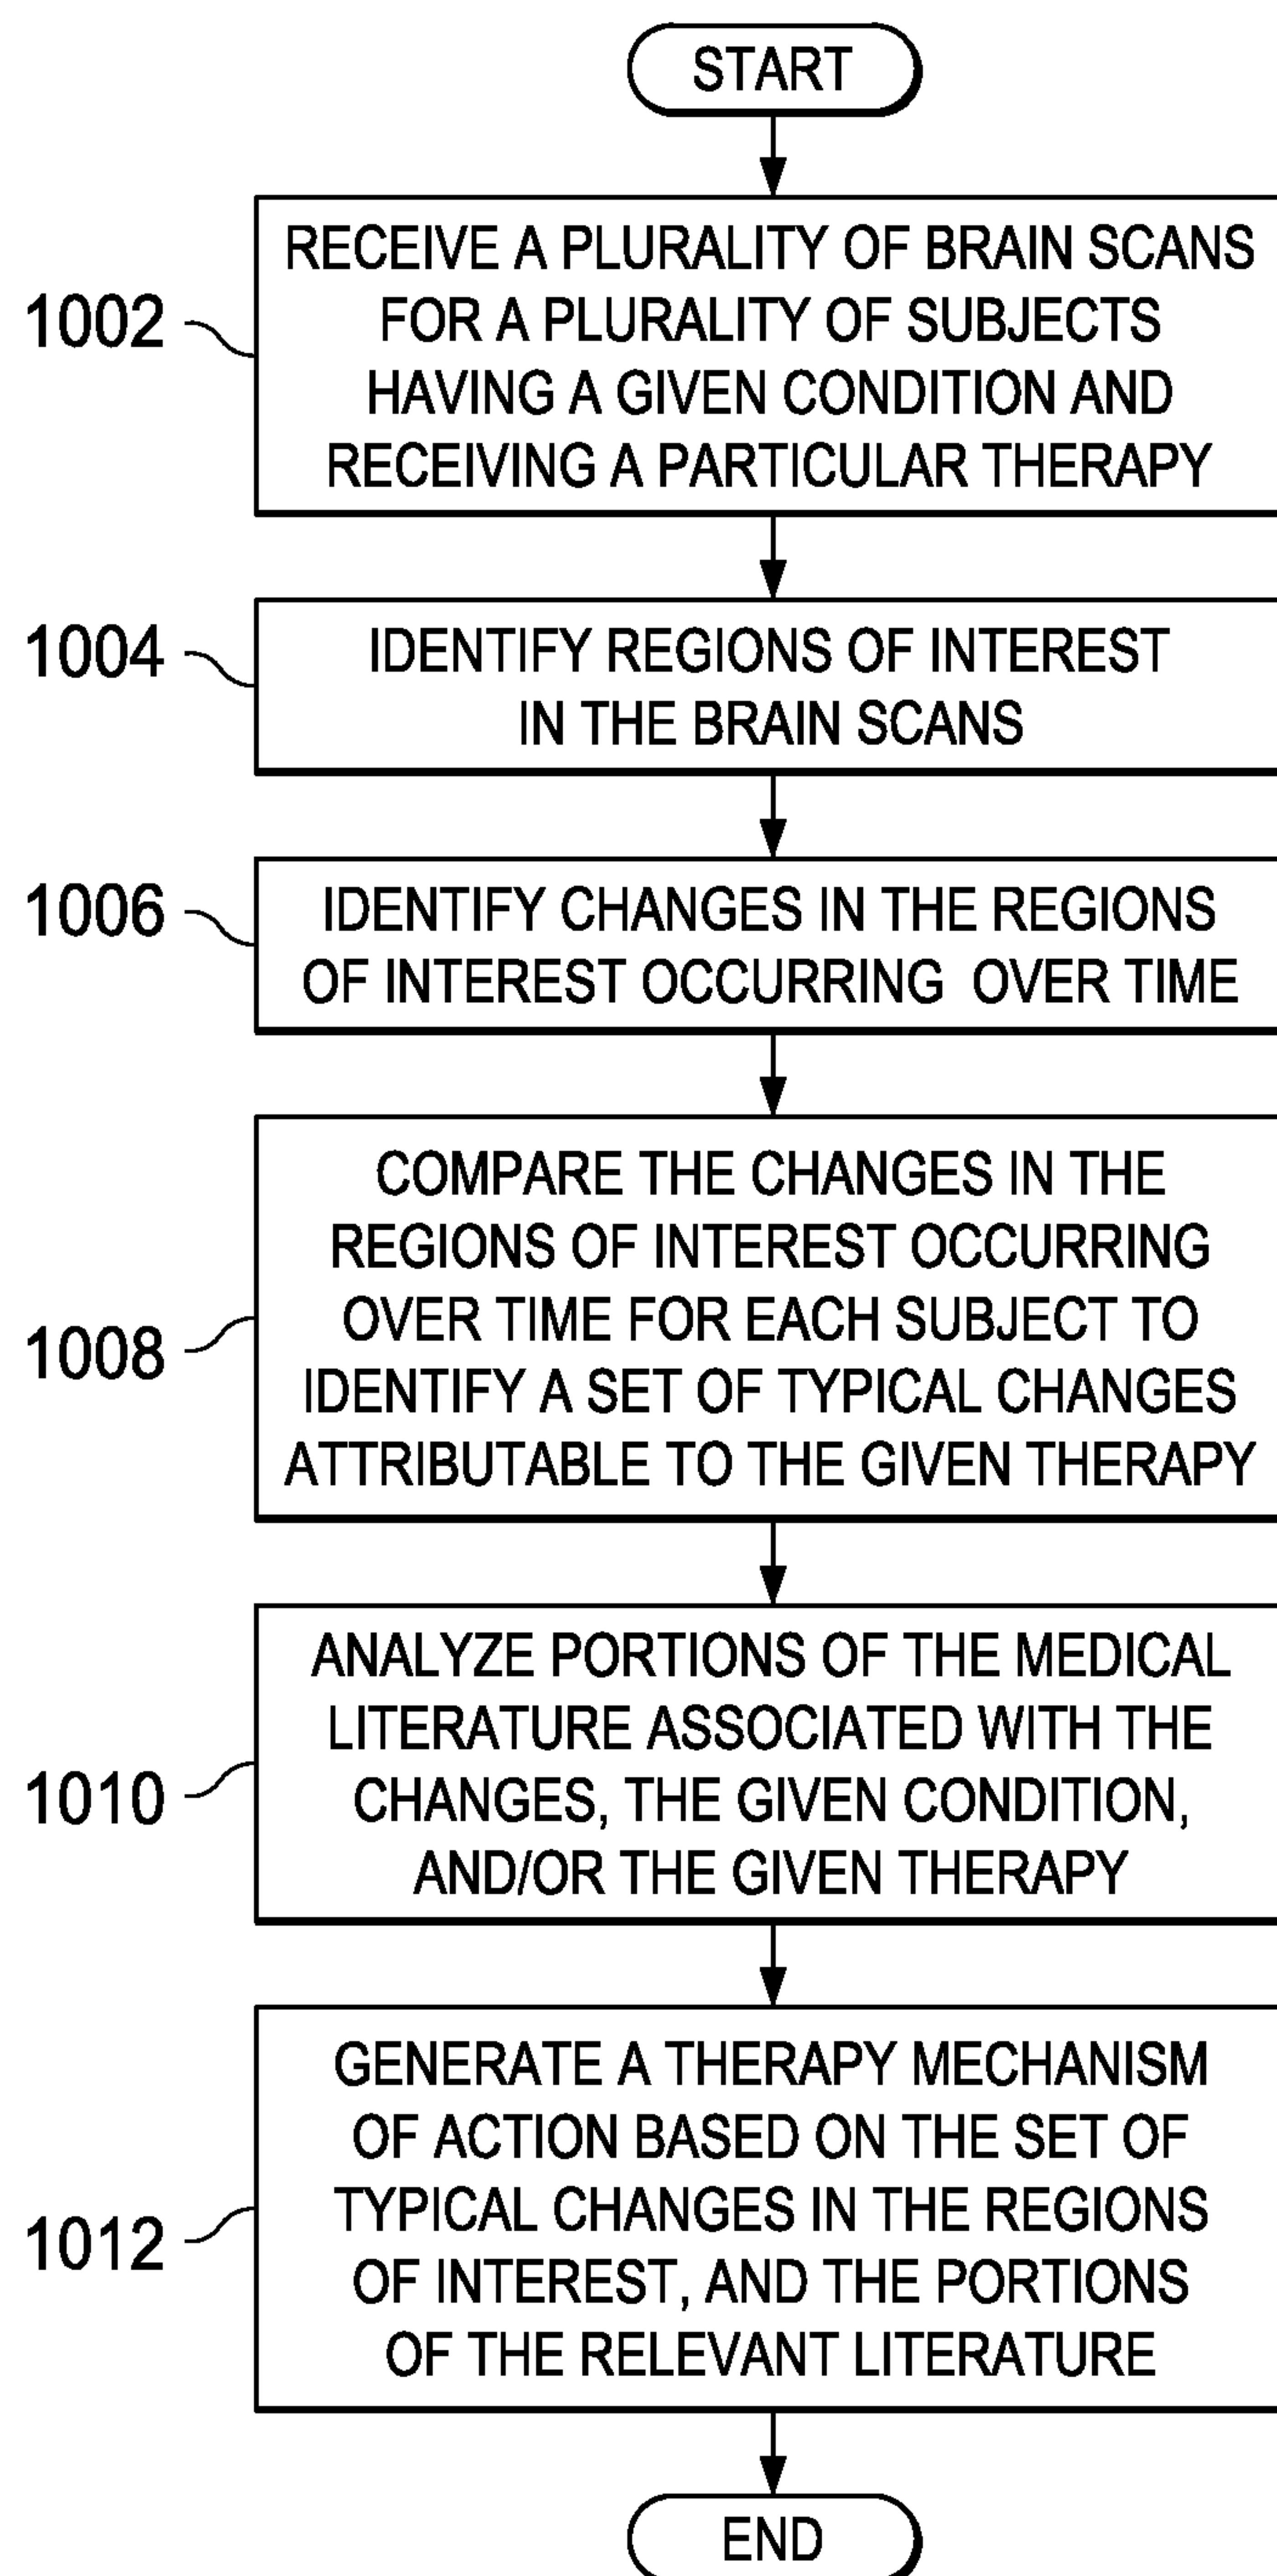 START
1002
RECEIVE A PLURALITY OF BRAIN SCANS
FOR A PLURALITY OF SUBJECTS
HAVING A GIVEN CONDITION AND
RECEIVING A PARTICULAR THERAPY
1004
IDENTIFY REGIONS OF INTEREST
IN THE BRAIN SCANS
1006
IDENTIFY CHANGES IN THE REGIONS
OF INTEREST OCCURRING OVER TIME
1008
COMPARE THE CHANGES IN THE
REGIONS OF INTEREST OCCURRING
OVER TIME FOR EACH SUBJECT TO
IDENTIFY A SET OF TYPICAL CHANGES
ATTRIBUTABLE TO THE GIVEN THERAPY
1010
ANALYZE PORTIONS OF THE MEDICAL
LITERATURE ASSOCIATED WITH THE
CHANGES, THE GIVEN CONDITION,
AND/OR THE GIVEN THERAPY
1012
GENERATE A THERAPY MECHANISM
OF ACTION BASED ON THE SET OF
TYPICAL CHANGES IN THE REGIONS
OF INTEREST, AND THE PORTIONS
OF THE RELEVANT LITERATURE
END